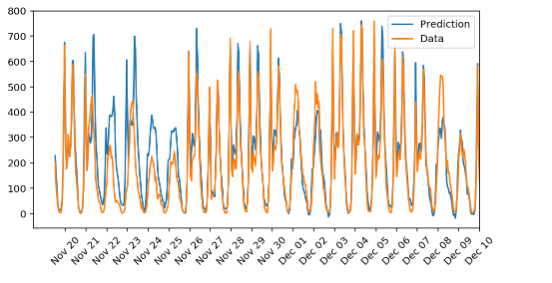 800
700
600
500
400
300
200
100
0
Prediction
Data
Nov 20
Nov 21
Nov 22
Nov 23
Nov 24
Nov 25
Nov 26
Nov 27
Nov 28
Nov 29
Nov 30
Dec 01
Dec 02
Dec 03
Dec 04
Dec 05
Dec 06
Dec 07
Dec 08
Dec 09
Dec 10